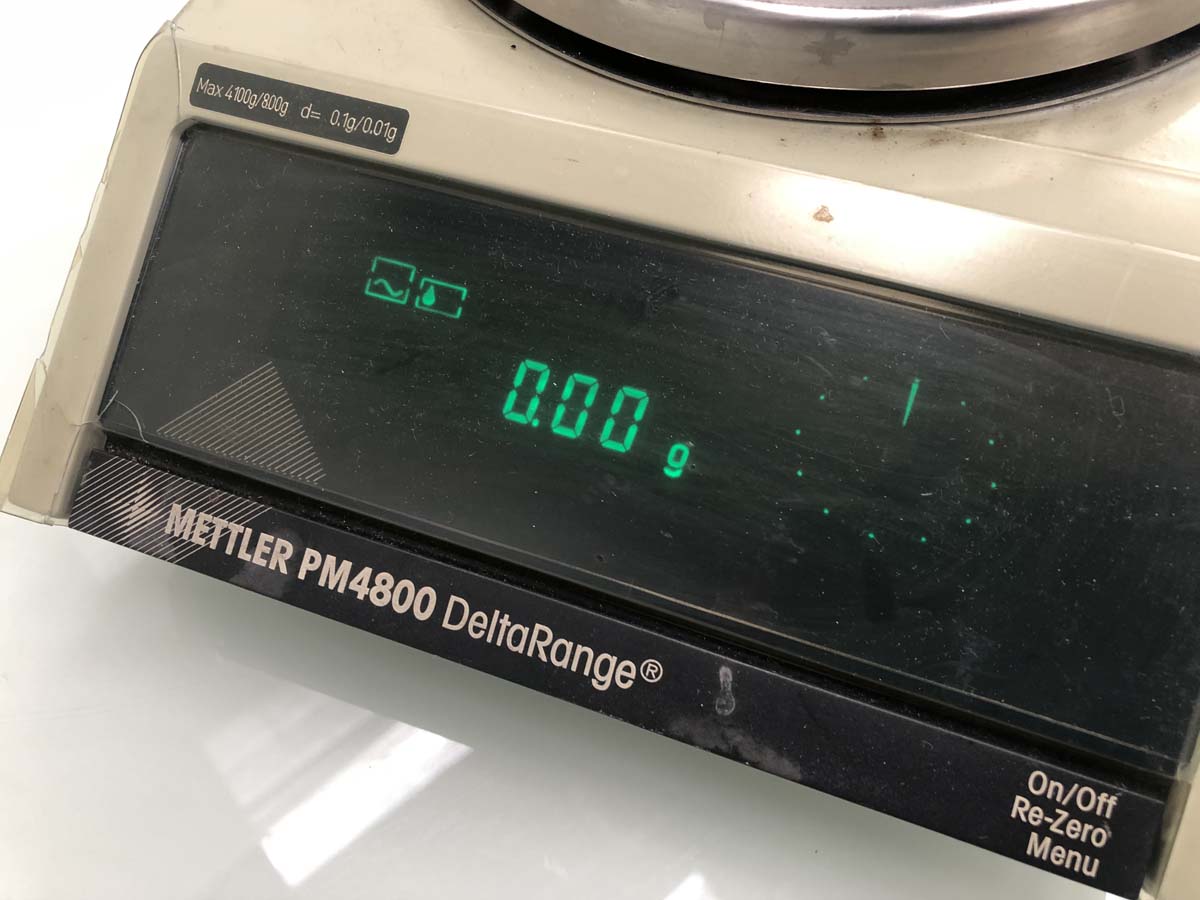 Max 4100g/800g d= 0.1g/0.01g
0.00 g
METTLER PM4800 DeltaRange®
On/Off
Re-Zero
Menu